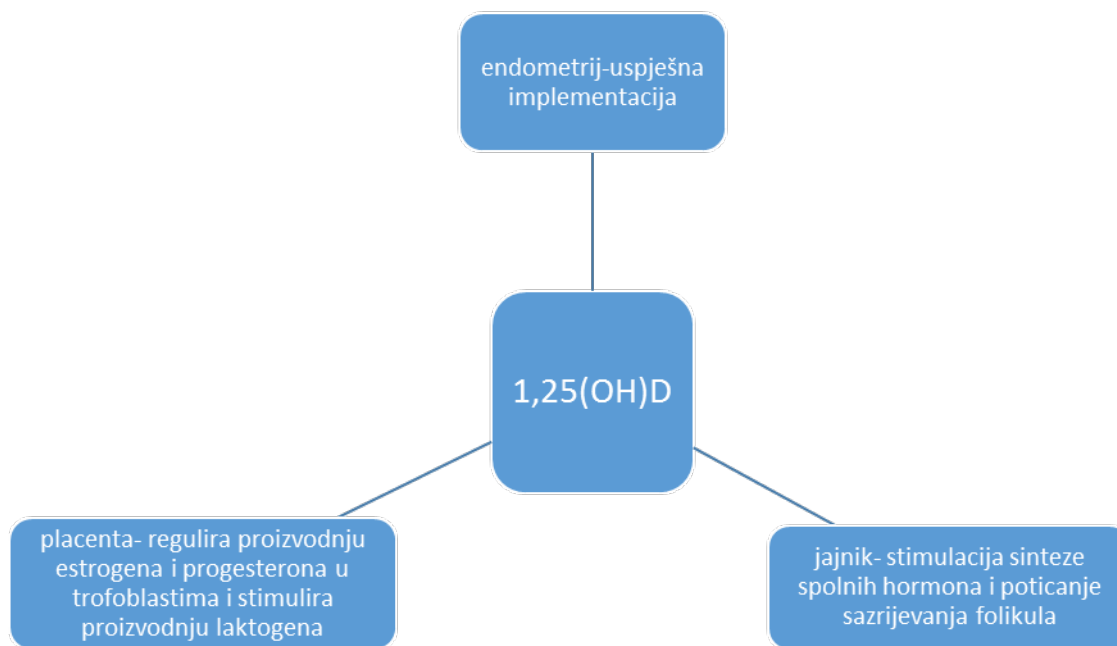 endometrij-uspješna
implementacija
1,25(OH)D
placenta- regulira proizvodnju
estrogena i progesterona u
trofoblastima i stimulira
proizvodnju laktogena
jajnik- stimulacija sinteze
spolnih hormona i poticanje
sazrijevanja folikula